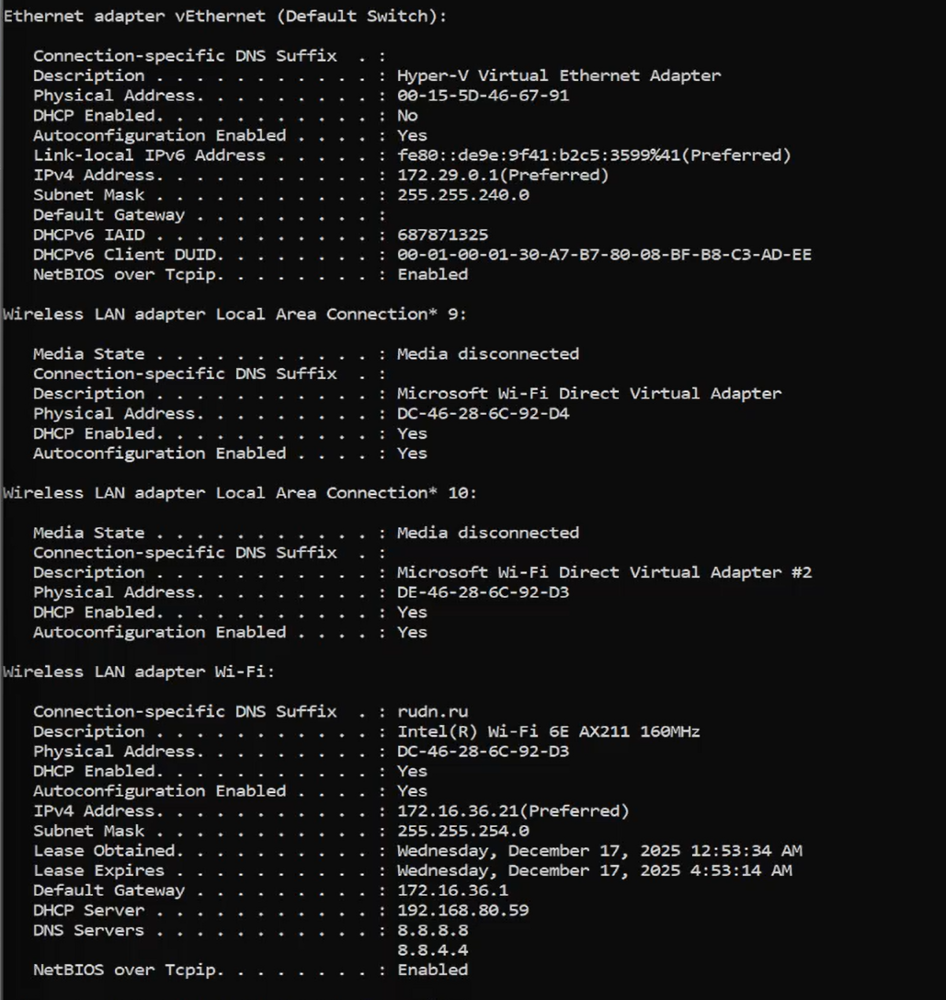 Ethernet adapter vEthernet (Default Switch):
Connection-specific DNS Suffix  . :
Description . . . . . . . . . . . : Hyper-V Virtual Ethernet Adapter
Physical Address. . . . . . . . . : 00-15-5D-46-67-91
DHCP Enabled. . . . . . . . . . . : No
Autoconfiguration Enabled . . . . : Yes
Link-local IPv6 Address . . . . . : fe80::de9e:9f41:b2c5:3599%41(Preferred)
IPv4 Address. . . . . . . . . . . : 172.29.0.1(Preferred)
Subnet Mask . . . . . . . . . . . : 255.255.240.0
Default Gateway . . . . . . . . . :
DHCPv6 IAID . . . . . . . . . . . : 687871325
DHCPv6 Client DUID. . . . . . . . : 00-01-00-01-30-A7-B7-80-08-BF-B8-C3-AD-EE
NetBIOS over Tcpip. . . . . . . . : Enabled
Wireless LAN adapter Local Area Connection* 9:
Media State . . . . . . . . . . . : Media disconnected
Connection-specific DNS Suffix  . :
Description . . . . . . . . . . . : Microsoft Wi-Fi Direct Virtual Adapter
Physical Address. . . . . . . . . : DC-46-28-6C-92-D4
DHCP Enabled. . . . . . . . . . . : Yes
Autoconfiguration Enabled . . . . : Yes
Wireless LAN adapter Local Area Connection* 10:
Media State . . . . . . . . . . . : Media disconnected
Connection-specific DNS Suffix  . :
Description . . . . . . . . . . . : Microsoft Wi-Fi Direct Virtual Adapter #2
Physical Address. . . . . . . . . : DE-46-28-6C-92-D3
DHCP Enabled. . . . . . . . . . . : Yes
Autoconfiguration Enabled . . . . : Yes
Wireless LAN adapter Wi-Fi:
Connection-specific DNS Suffix  . : rudn.ru
Description . . . . . . . . . . . : Intel(R) Wi-Fi 6E AX211 160MHz
Physical Address. . . . . . . . . : DC-46-28-6C-92-D3
DHCP Enabled. . . . . . . . . . . : Yes
Autoconfiguration Enabled . . . . : Yes
IPv4 Address. . . . . . . . . . . : 172.16.36.21(Preferred)
Subnet Mask . . . . . . . . . . . : 255.255.254.0
Lease Obtained. . . . . . . . . . : Wednesday, December 17, 2025 12:53:34 AM
Lease Expires . . . . . . . . . . : Wednesday, December 17, 2025 4:53:14 AM
Default Gateway . . . . . . . . . : 172.16.36.1
DHCP Server . . . . . . . . . . . : 192.168.80.59
DNS Servers . . . . . . . . . . . : 8.8.8.8
8.8.4.4
NetBIOS over Tcpip. . . . . . . . : Enabled